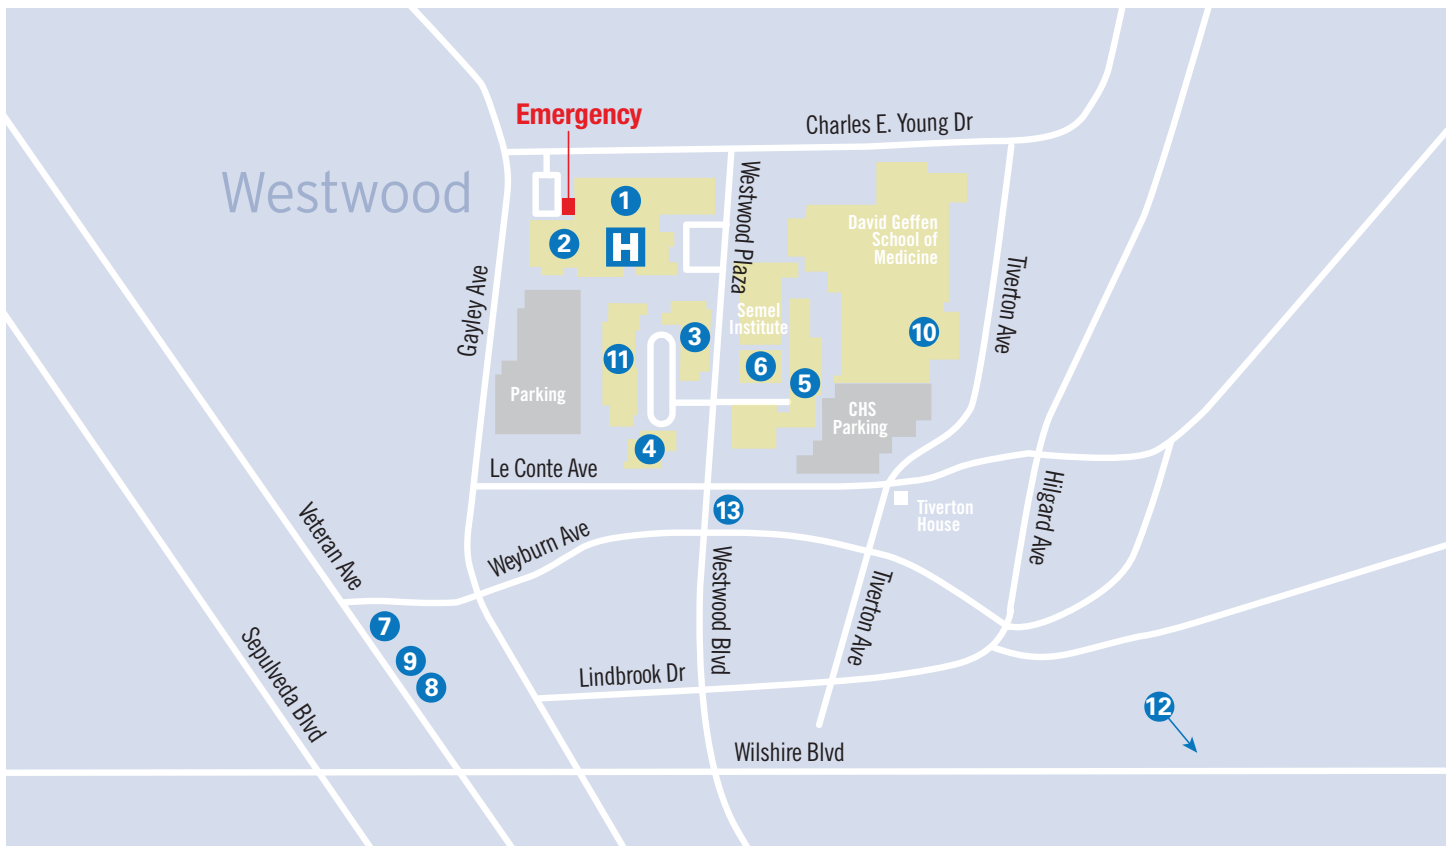 Emergency
Charles E. Young Dr
Westwood
1
2
H
Westwood Plaza
David Geffen
School of
Medicine
Gayley Ave
Tiverton Ave
Semel
Institute
3
10
11
6
5
Parking
CHS
Parking
4
Le Conte Ave
13
Tiverton
House
Hilgard Ave
Veteran Ave
Weyburn Ave
Westwood Blvd
Tiverton Ave
7
9
8
Sepulveda Blvd
Lindbrook Dr
12
Wilshire Blvd